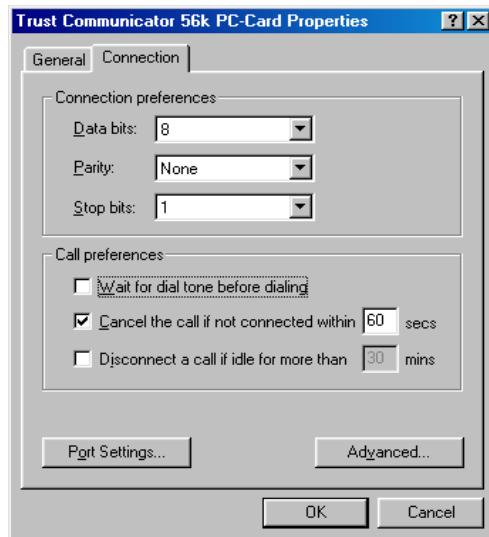 Trust Communicator 56k PC-Card Properties
General Connection
Connection preferences
Data bits: 8
Parity: None
Stop bits: 1
Call preferences
Wait for dial tone before dialing
Cancel the call if not connected within 60 secs
Disconnect a call if idle for more than 30 mins
Port Settings... Advanced...
OK Cancel